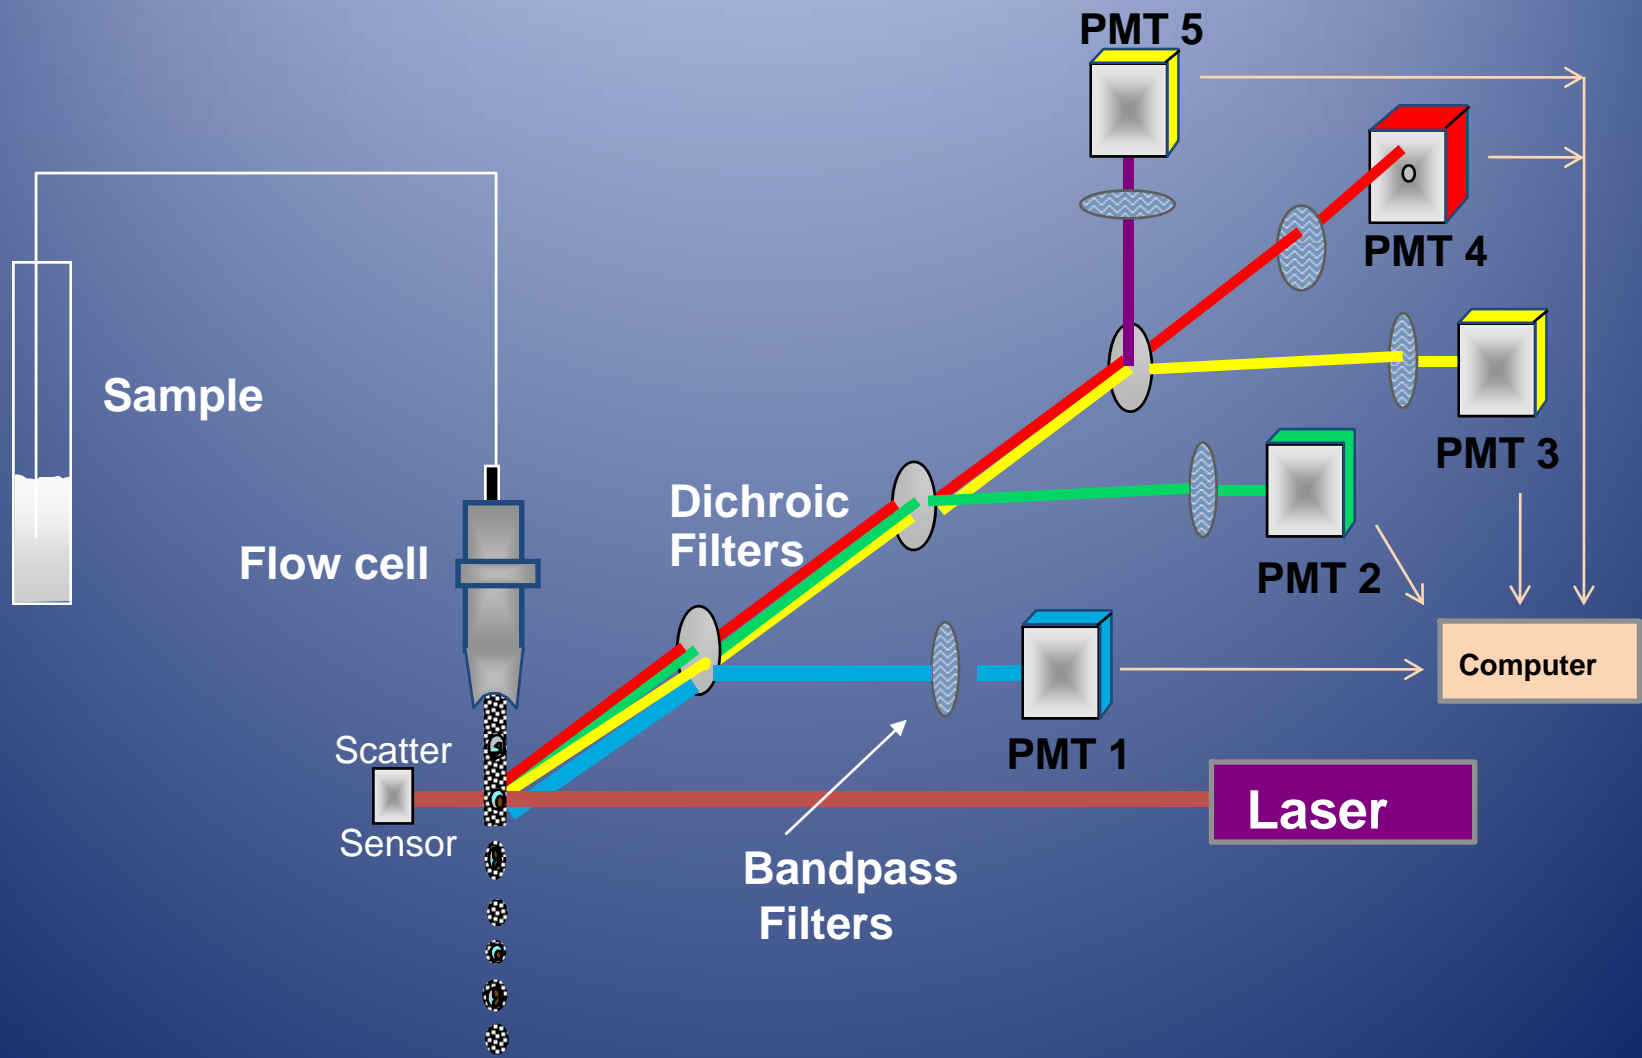 PMT 5
PMT 4
Sample
PMT 3
Dichroic
Filters
Flow cell
PMT 2
Computer
Scatter
PMT 1
Laser
Sensor
Bandpass
Filters